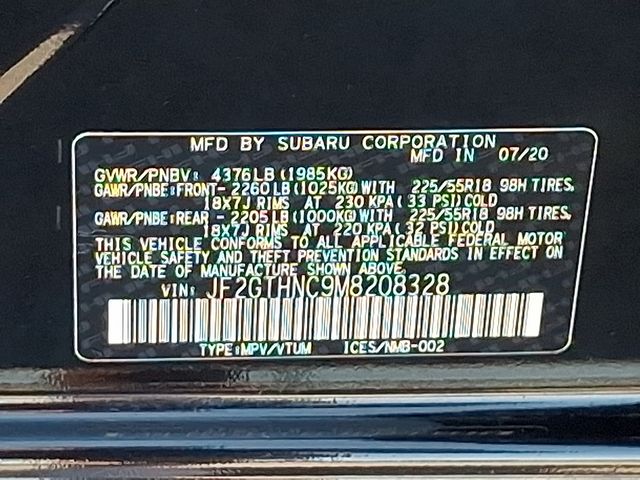 MFD BY SUBARU CORPORATION
MFD IN 07/20
GVWR/PNBV: 4376LB(1985KG)
GAWR/PNBE:FRONT-2260LB(1025KG)WITH 225/55R18 98H TIRES,
18X7J RIMS AT 230 KPA(33 PSI)COLD
GAWR/PNBE:REAR -2205LB(1000KG)WITH 225/55R18 98H TIRES,
18X7J RIMS AT 220 KPA(32 PSI)COLD
THIS VEHICLE CONFORMS TO ALL APPLICABLE FEDERAL MOTOR
VEHICLE SAFETY AND THEFT PREVENTION STANDARDS IN EFFECT
ON THE DATE OF MANUFACTURE SHOWN ABOVE.
VIN: JF2GTHNC9M8208328
TYPE:MPV/VTUM ICES/NMB-002